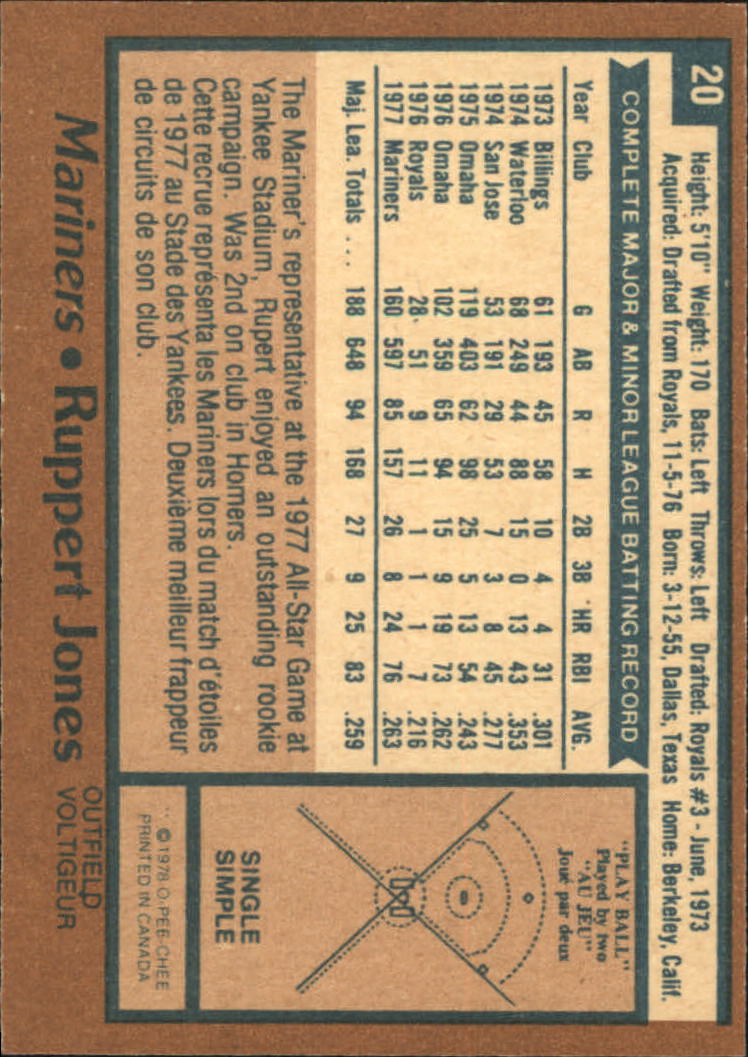 20
Height: 5'10" Weight: 170 Bats: Left Throws: Left Drafted: Royals #3 - June, 1973
Acquired: Drafted from Royals, 11-5-76 Born: 3-12-55, Dallas, Texas Home: Berkeley, Calif.
COMPLETE MAJOR & MINOR LEAGUE BATTING RECORD
Year Club G AB R H 2B 3B HR RBI AVG.
1973 Billings 61 193 45 58 10 4 4 31 .301
1974 Waterloo 68 249 44 88 15 0 13 43 .353
1974 San Jose 53 191 29 53 7 3 8 45 .277
1975 Omaha 119 403 62 98 25 5 13 54 .243
1976 Omaha 102 359 65 94 15 9 19 73 .262
1976 Royals 28 51 9 11 1 1 1 7 .216
1977 Mariners 160 597 85 157 26 8 24 76 .263
Maj. Lea. Totals .... 188 648 94 168 27 9 25 83 .259
The Mariner's representative at the 1977 All-Star Game at
Yankee Stadium, Rupert enjoyed an outstanding rookie
campaign. Was 2nd on club in Homers.
Cette recrue représenta les Mariners lors du match d'étoiles
de 1977 au Stade des Yankees. Deuxième meilleur frappeur
de circuits de son club.
"PLAY BALL"
Played by two
"AU JEU"
Joué par deux
SINGLE
SIMPLE
©1978 O-PEE-CHEE
PRINTED IN CANADA
Mariners • Ruppert Jones OUTFIELD
VOLTIGEUR